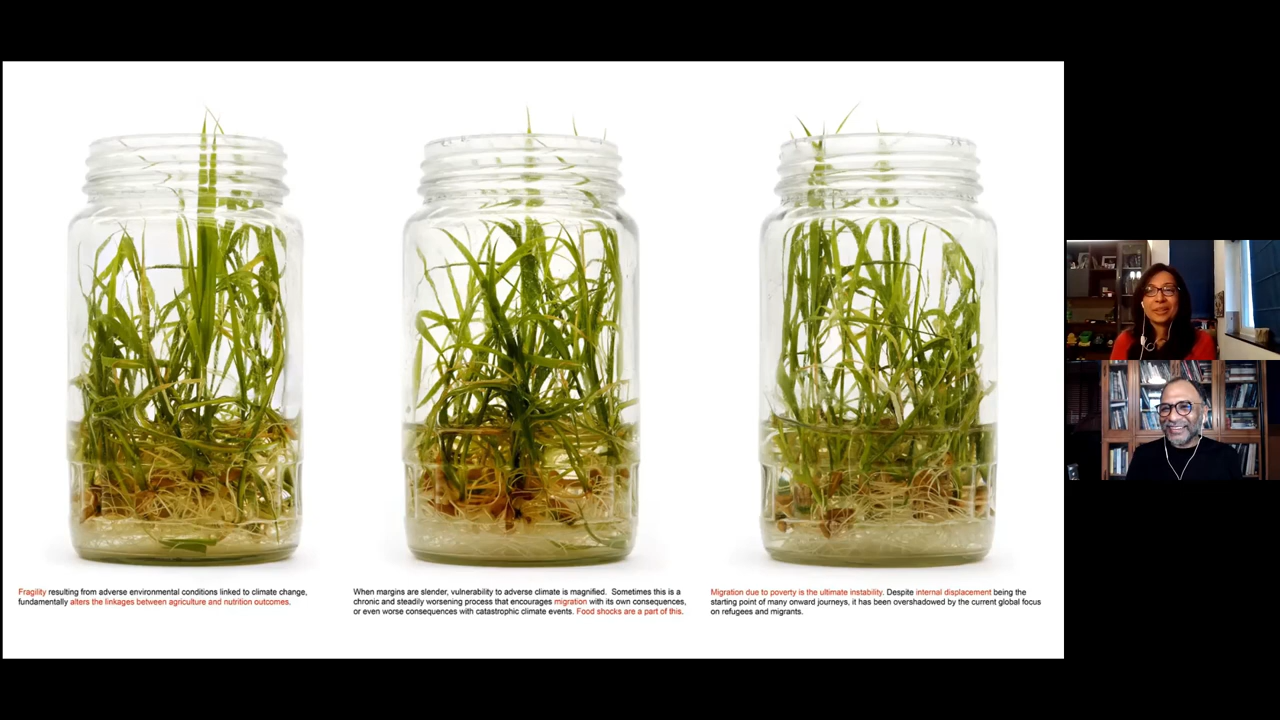 Fragility resulting from adverse environmental conditions linked to climate change,
fundamentally alters the linkages between agriculture and nutrition outcomes.
When margins are slender, vulnerability to adverse climate is magnified. Sometimes this is a
chronic and steadily worsening process that encourages migration with its own consequences,
or even worse consequences with catastrophic climate events. Food shocks are a part of this.
Migration due to poverty is the ultimate instability. Despite internal displacement being the
starting point of many onward journeys, it has been overshadowed by the current global focus
on refugees and migrants.